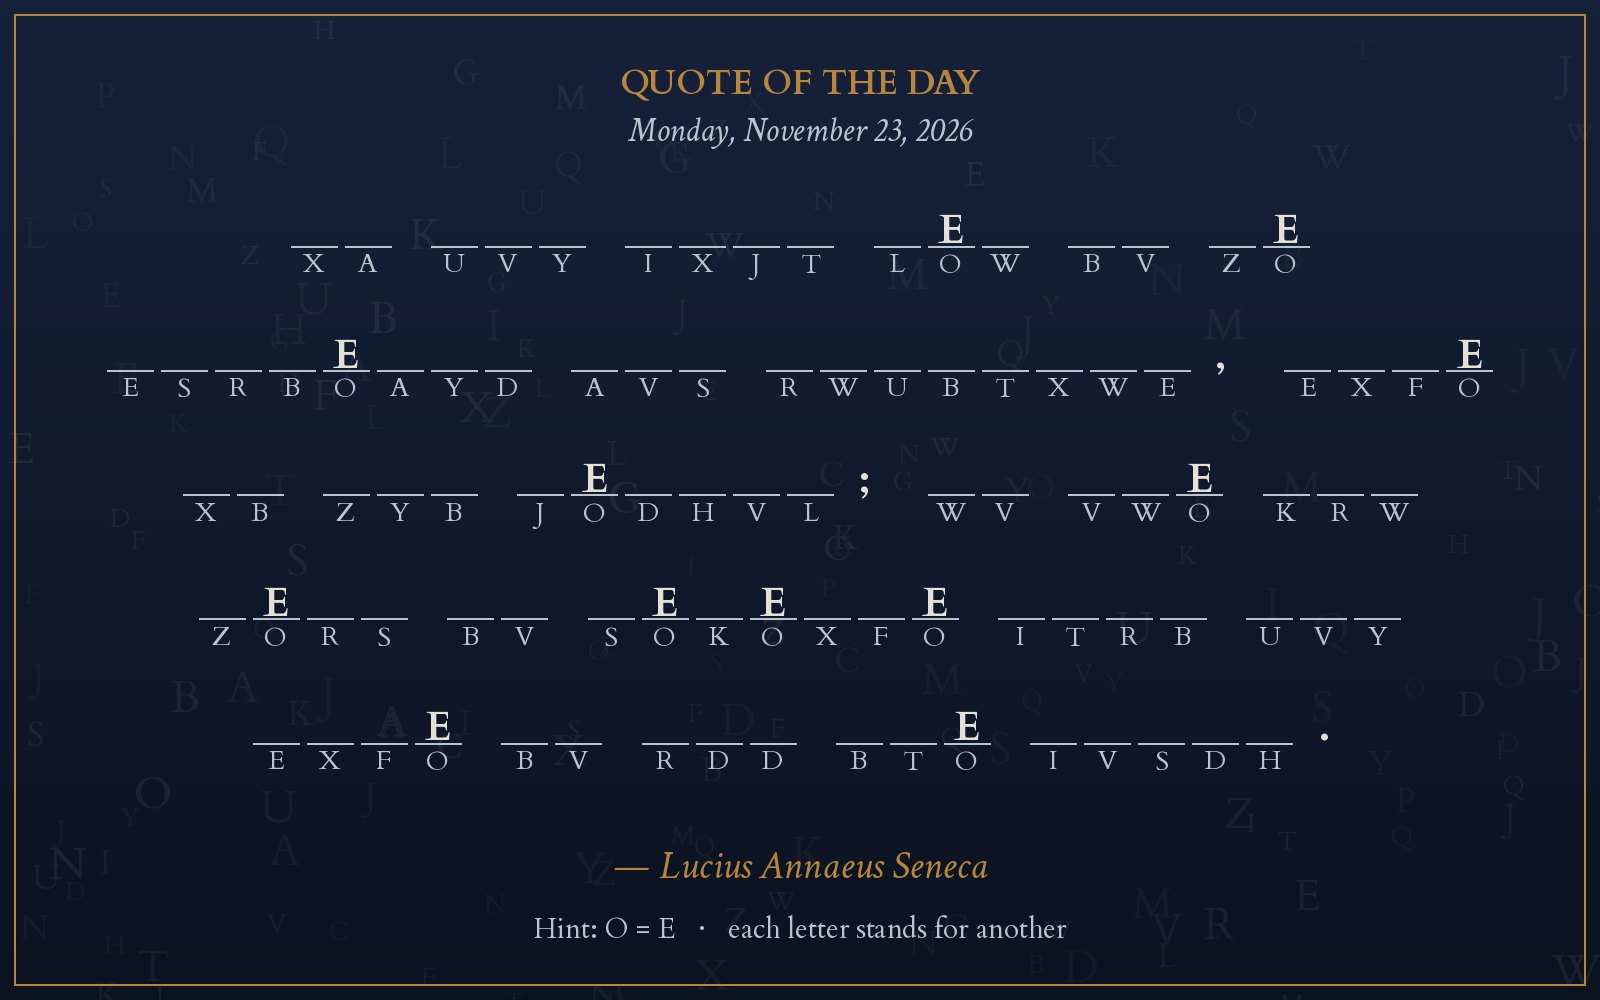 QUOTE OF THE DAY
Monday, November 23, 2026
E E
XA UVY IXJT LOW BV ZO
E E
ESRBOAYD AVS RWUBTXWE , EXFO
E E
XB ZYB JODHVL ; WV VWO KRW
E E E E
ZORS BV SOKOXFO ITRB UVY
E E
EXFO BV RDD BTO IVSDH .
— Lucius Annaeus Seneca
Hint: O = E · each letter stands for another